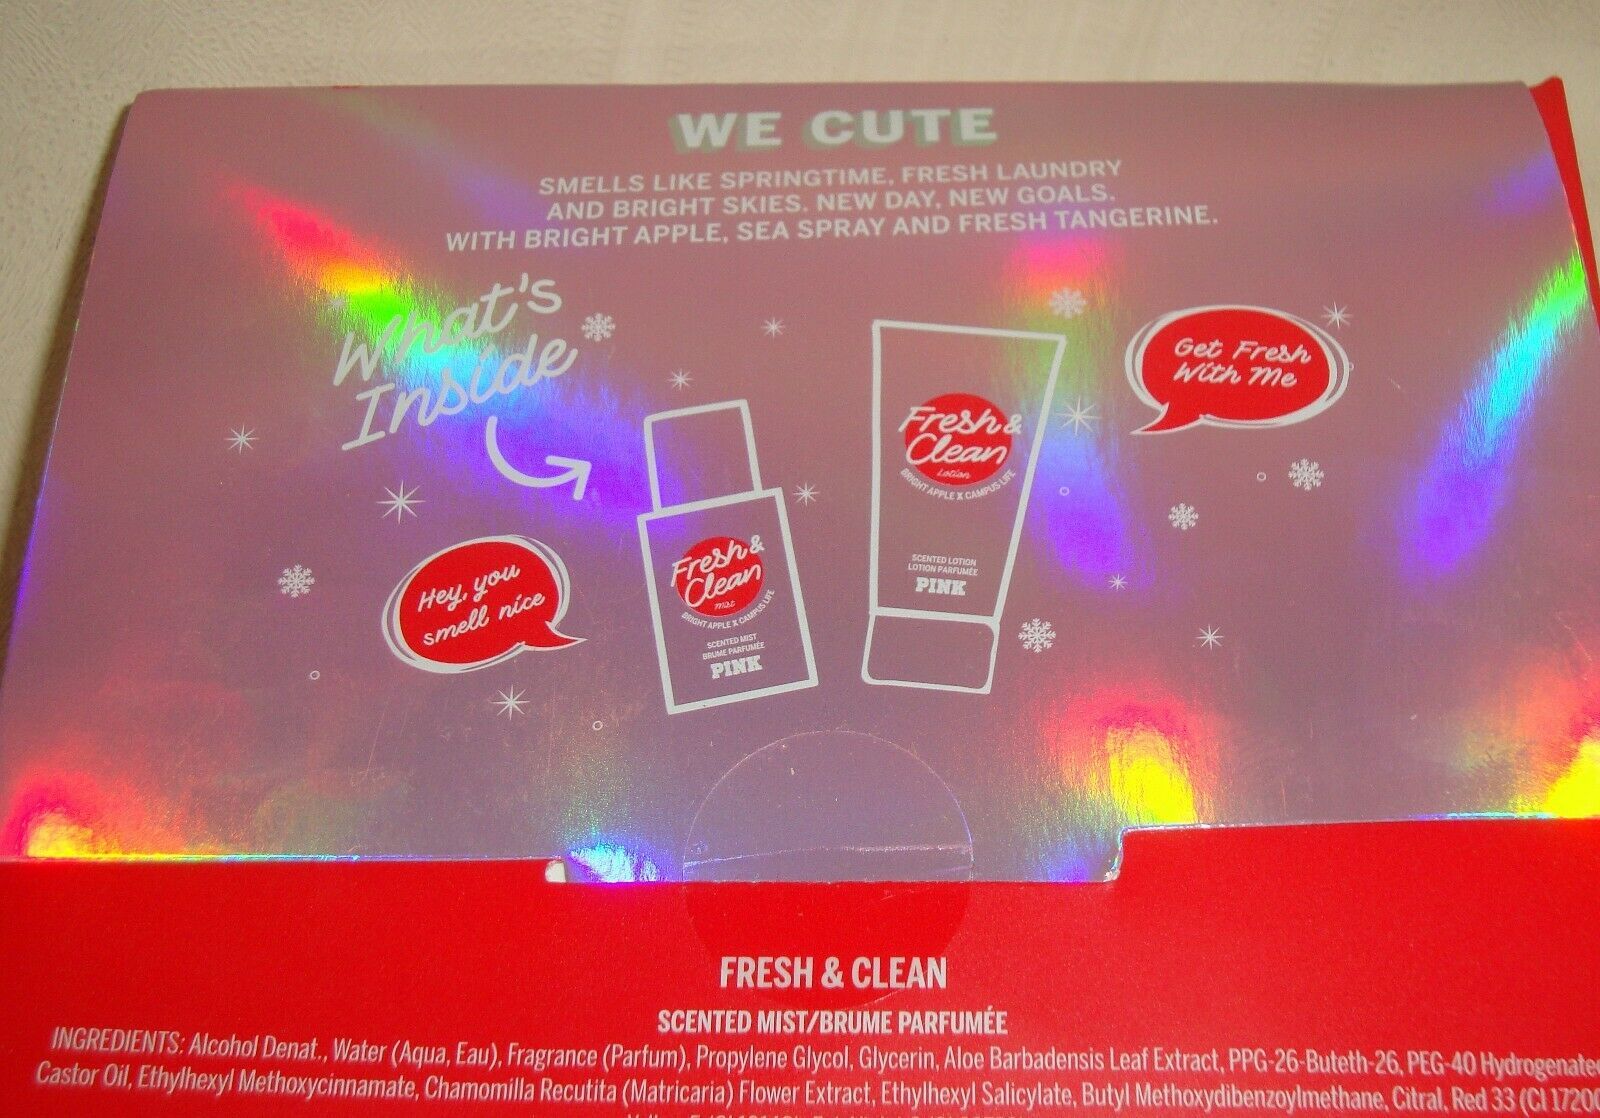 WE CUTE
SMELLS LIKE SPRINGTIME, FRESH LAUNDRY
AND BRIGHT SKIES. NEW DAY, NEW GOALS.
WITH BRIGHT APPLE, SEA SPRAY AND FRESH TANGERINE.
What's
Inside
Get Fresh
With Me
Fresh &
Clean
Lotion
BRIGHT APPLE X CAMPUS LIFE
SCENTED LOTION
LOTION PARFUMÉE
PINK
Hey, you
smell nice
Fresh &
Clean
mist
BRIGHT APPLE X CAMPUS LIFE
SCENTED MIST
BRUME PARFUMÉE
PINK
FRESH & CLEAN
SCENTED MIST/BRUME PARFUMÉE
INGREDIENTS: Alcohol Denat., Water (Aqua, Eau), Fragrance (Parfum), Propylene Glycol, Glycerin, Aloe Barbadensis Leaf Extract, PPG-26-Buteth-26, PEG-40 Hydrogenated
Castor Oil, Ethylhexyl Methoxycinnamate, Chamomilla Recutita (Matricaria) Flower Extract, Ethylhexyl Salicylate, Butyl Methoxydibenzoylmethane, Citral. Red 33 (CI 17200